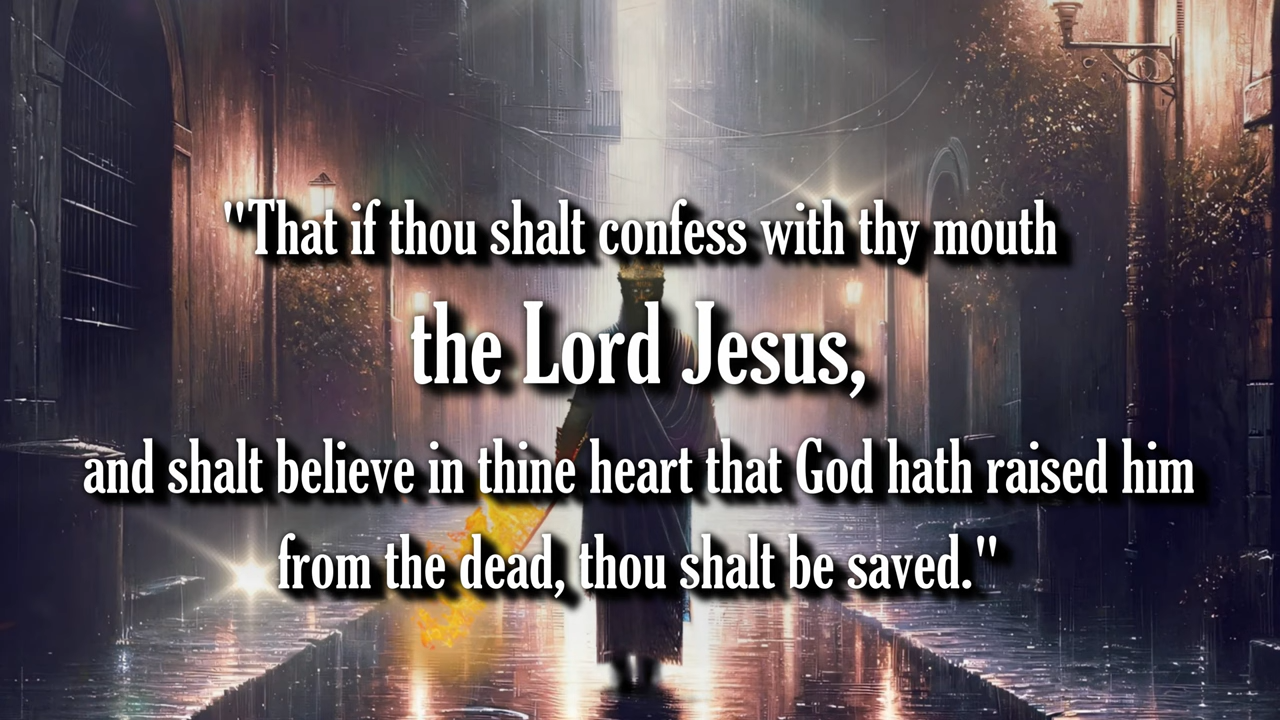 "That if thou shalt confess with thy mouth
the Lord Jesus,
and shalt believe in thine heart that God hath raised him
from the dead, thou shalt be saved."